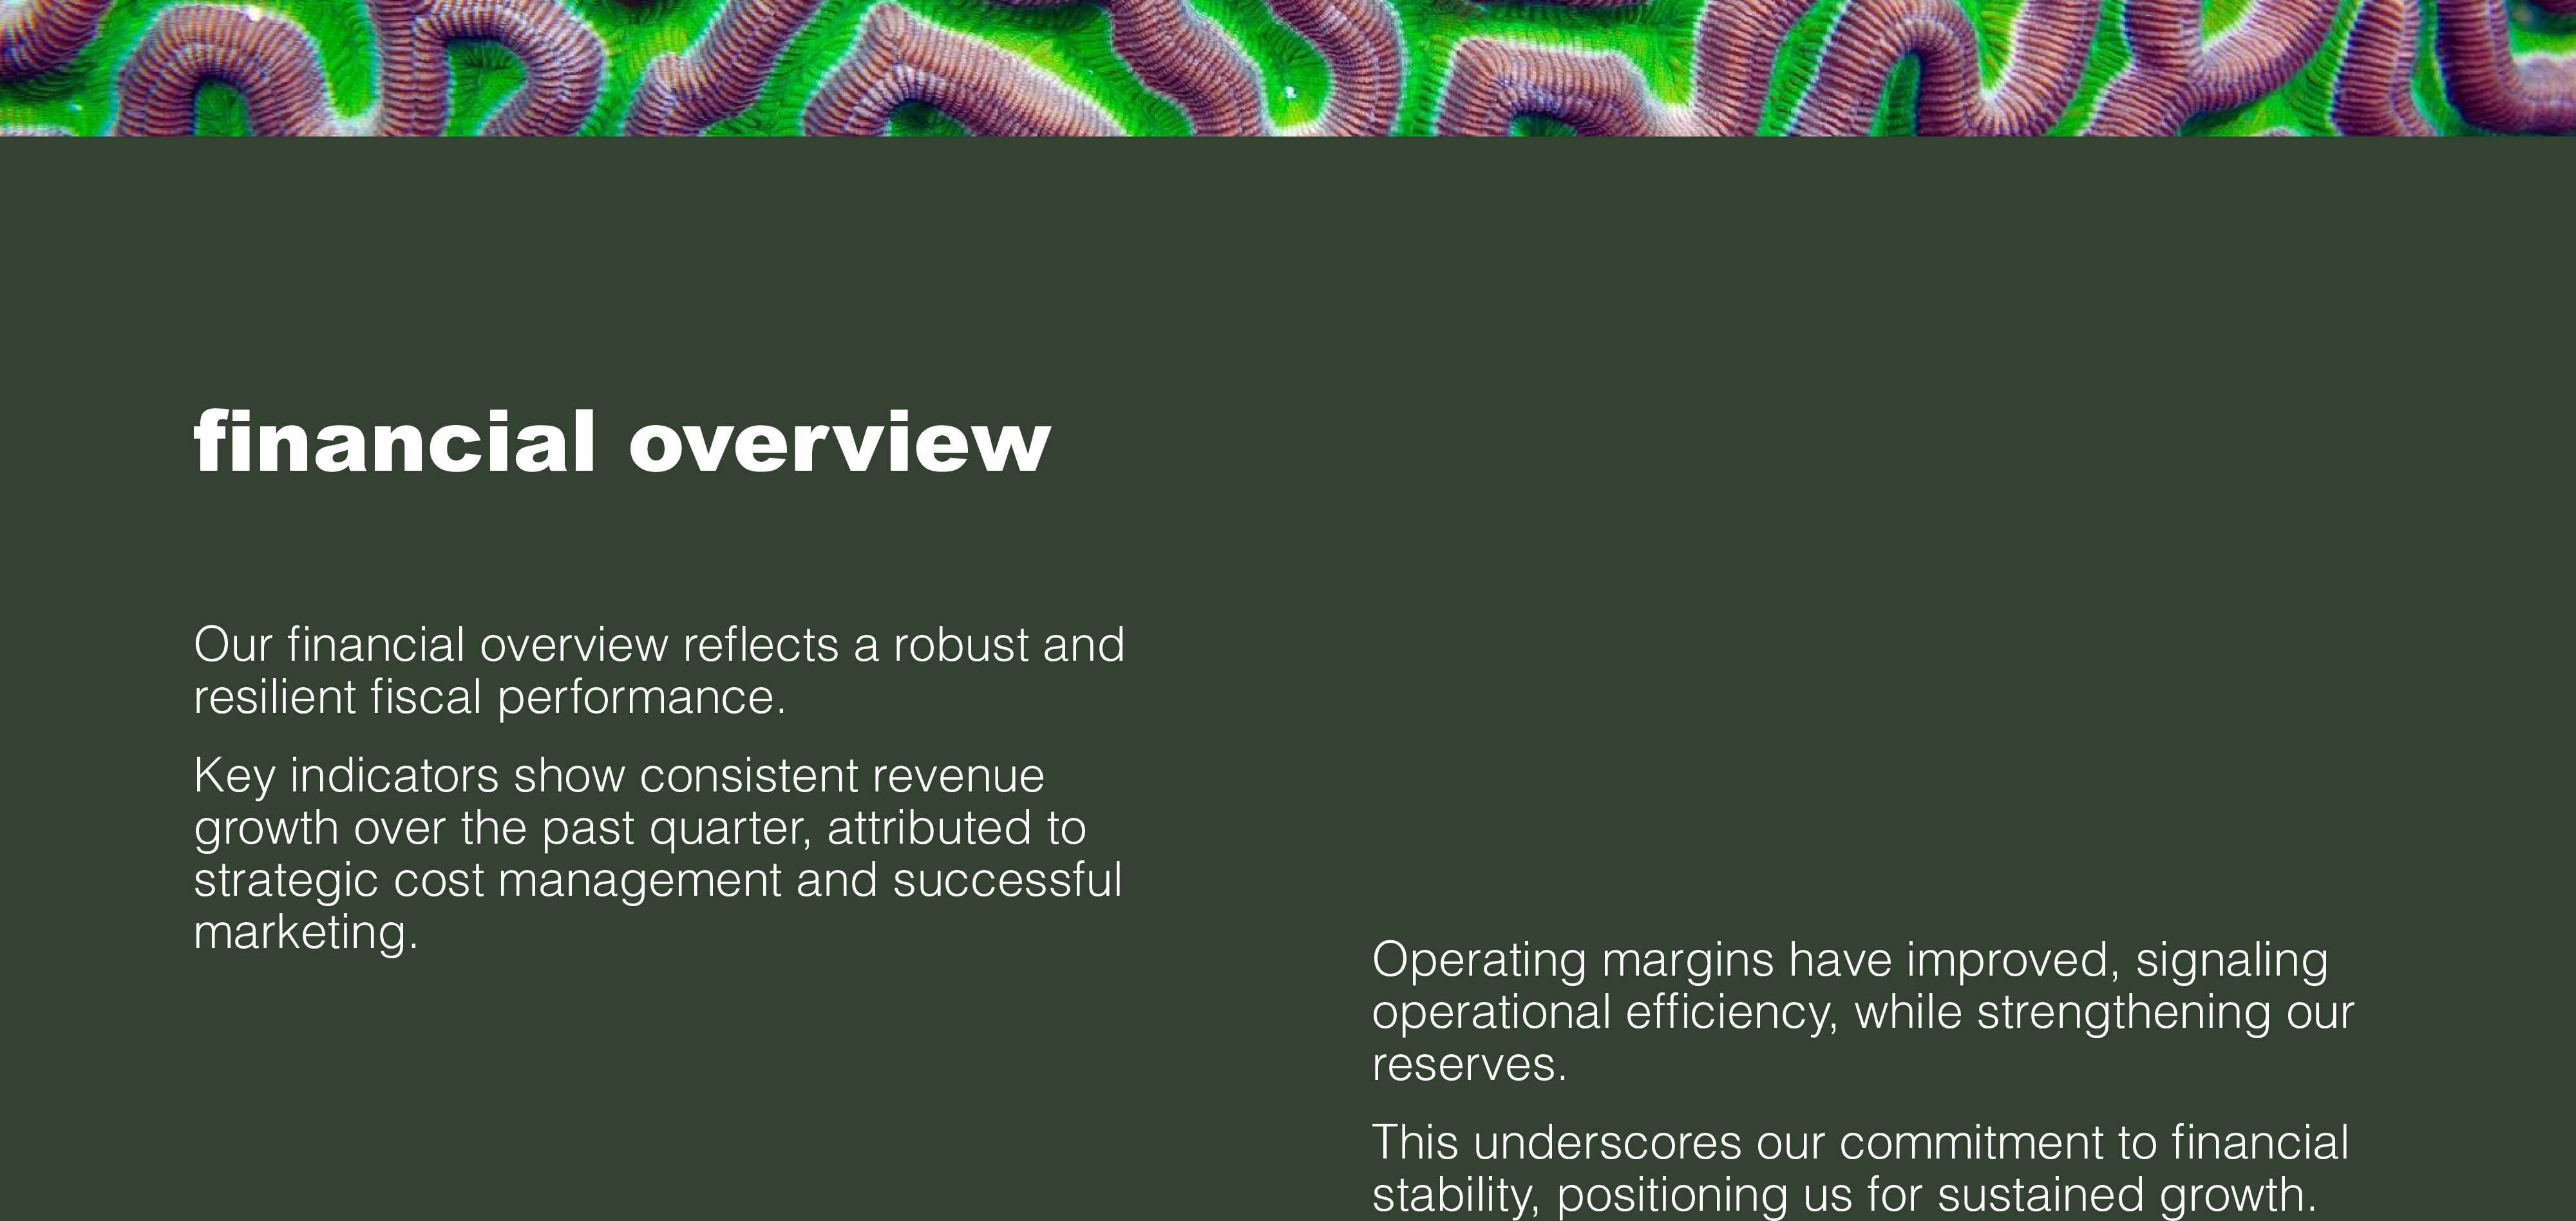 financial overview
Our financial overview reflects a robust and
resilient fiscal performance.
Key indicators show consistent revenue
growth over the past quarter, attributed to
strategic cost management and successful
marketing.
Operating margins have improved, signaling
operational efficiency, while strengthening our
reserves.
This underscores our commitment to financial
stability, positioning us for sustained growth.